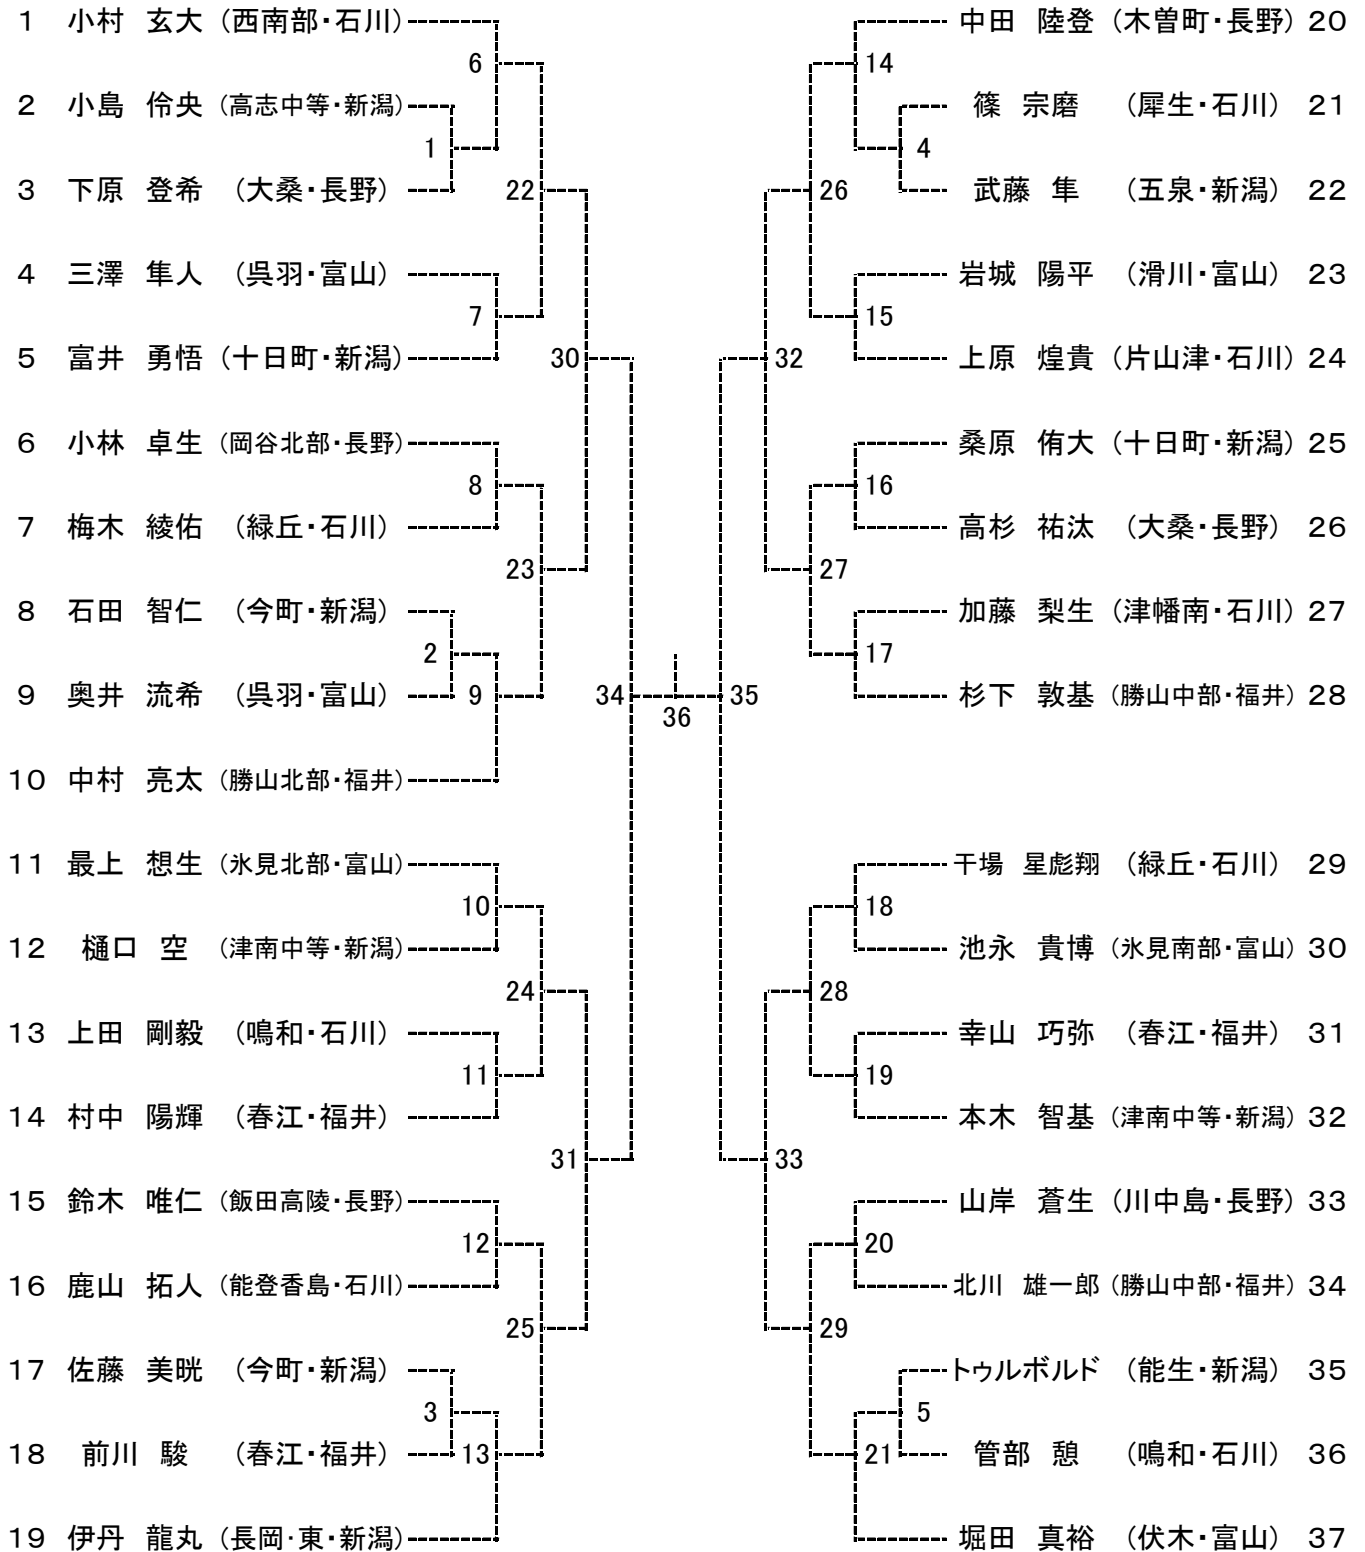 1 小村 玄大 (西南部・石川)
6
2 小島 伶央 (高志中等・新潟)
1
3 下原 登希 (大桑・長野)
22
4 三澤 隼人 (呉羽・富山)
7
5 富井 勇悟 (十日町・新潟)
30
6 小林 卓生 (岡谷北部・長野)
8
7 梅木 綾佑 (緑丘・石川)
23
8 石田 智仁 (今町・新潟)
2
9 奥井 流希 (呉羽・富山)
9
34
10 中村 亮太 (勝山北部・福井)
11 最上 想生 (氷見北部・富山)
10
12 樋口 空 (津南中等・新潟)
24
13 上田 剛毅 (鳴和・石川)
11
14 村中 陽輝 (春江・福井)
31
15 鈴木 唯仁 (飯田高陵・長野)
12
16 鹿山 拓人 (能登香島・石川)
25
17 佐藤 美晄 (今町・新潟)
3
18 前川 駿 (春江・福井)
13
19 伊丹 龍丸 (長岡・東・新潟)
36
中田 陸登 (木曽町・長野) 20
14
篠 宗磨 (犀生・石川) 21
4
武藤 隼 (五泉・新潟) 22
26
岩城 陽平 (滑川・富山) 23
15
上原 煌貴 (片山津・石川) 24
32
桑原 侑大 (十日町・新潟) 25
16
高杉 祐汰 (大桑・長野) 26
27
加藤 梨生 (津幡南・石川) 27
17
杉下 敦基 (勝山中部・福井) 28
35
干場 星彪翔 (緑丘・石川) 29
18
池永 貴博 (氷見南部・富山) 30
28
幸山 巧弥 (春江・福井) 31
19
本木 智基 (津南中等・新潟) 32
33
山岸 蒼生 (川中島・長野) 33
20
北川 雄一郎 (勝山中部・福井) 34
29
トゥルボルド (能生・新潟) 35
5
管部 憩 (鳴和・石川) 36
21
堀田 真裕 (伏木・富山) 37